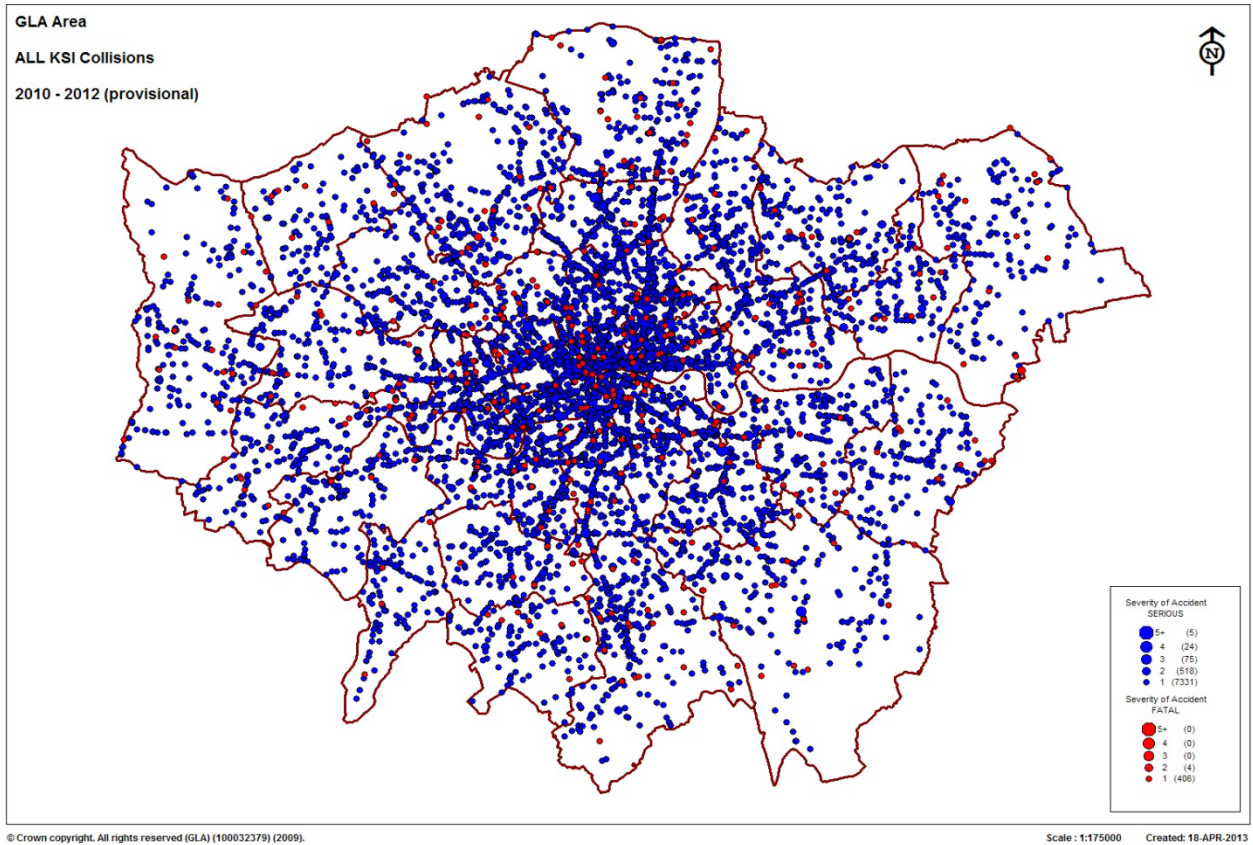 GLA Area
ALL KSI Collisions
2010 - 2012 (provisional)
N
Severity of Accident
SERIOUS
5+ (5)
4 (24)
3 (75)
2 (518)
1 (7331)
Severity of Accident
FATAL
5+ (0)
4 (0)
3 (0)
2 (4)
1 (406)
© Crown copyright. All rights reserved (GLA) (100032379) (2009).
Scale : 1:175000 Created: 18-APR-2013